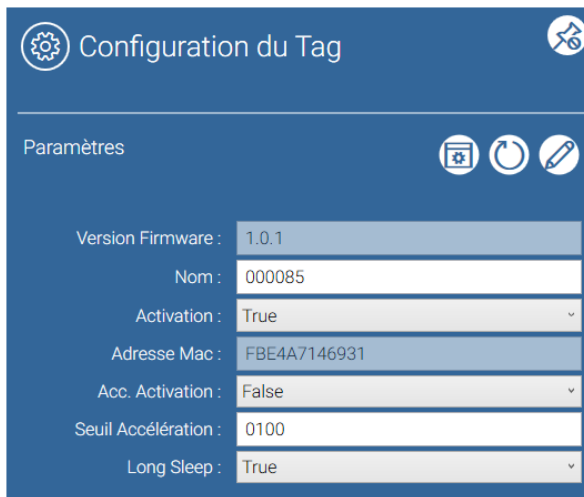 Configuration du Tag
Paramètres
Version Firmware : 1.0.1
Nom : 000085
Activation : True
Adresse Mac : FBE4A7146931
Acc. Activation : False
Seuil Accélération : 0100
Long Sleep : True